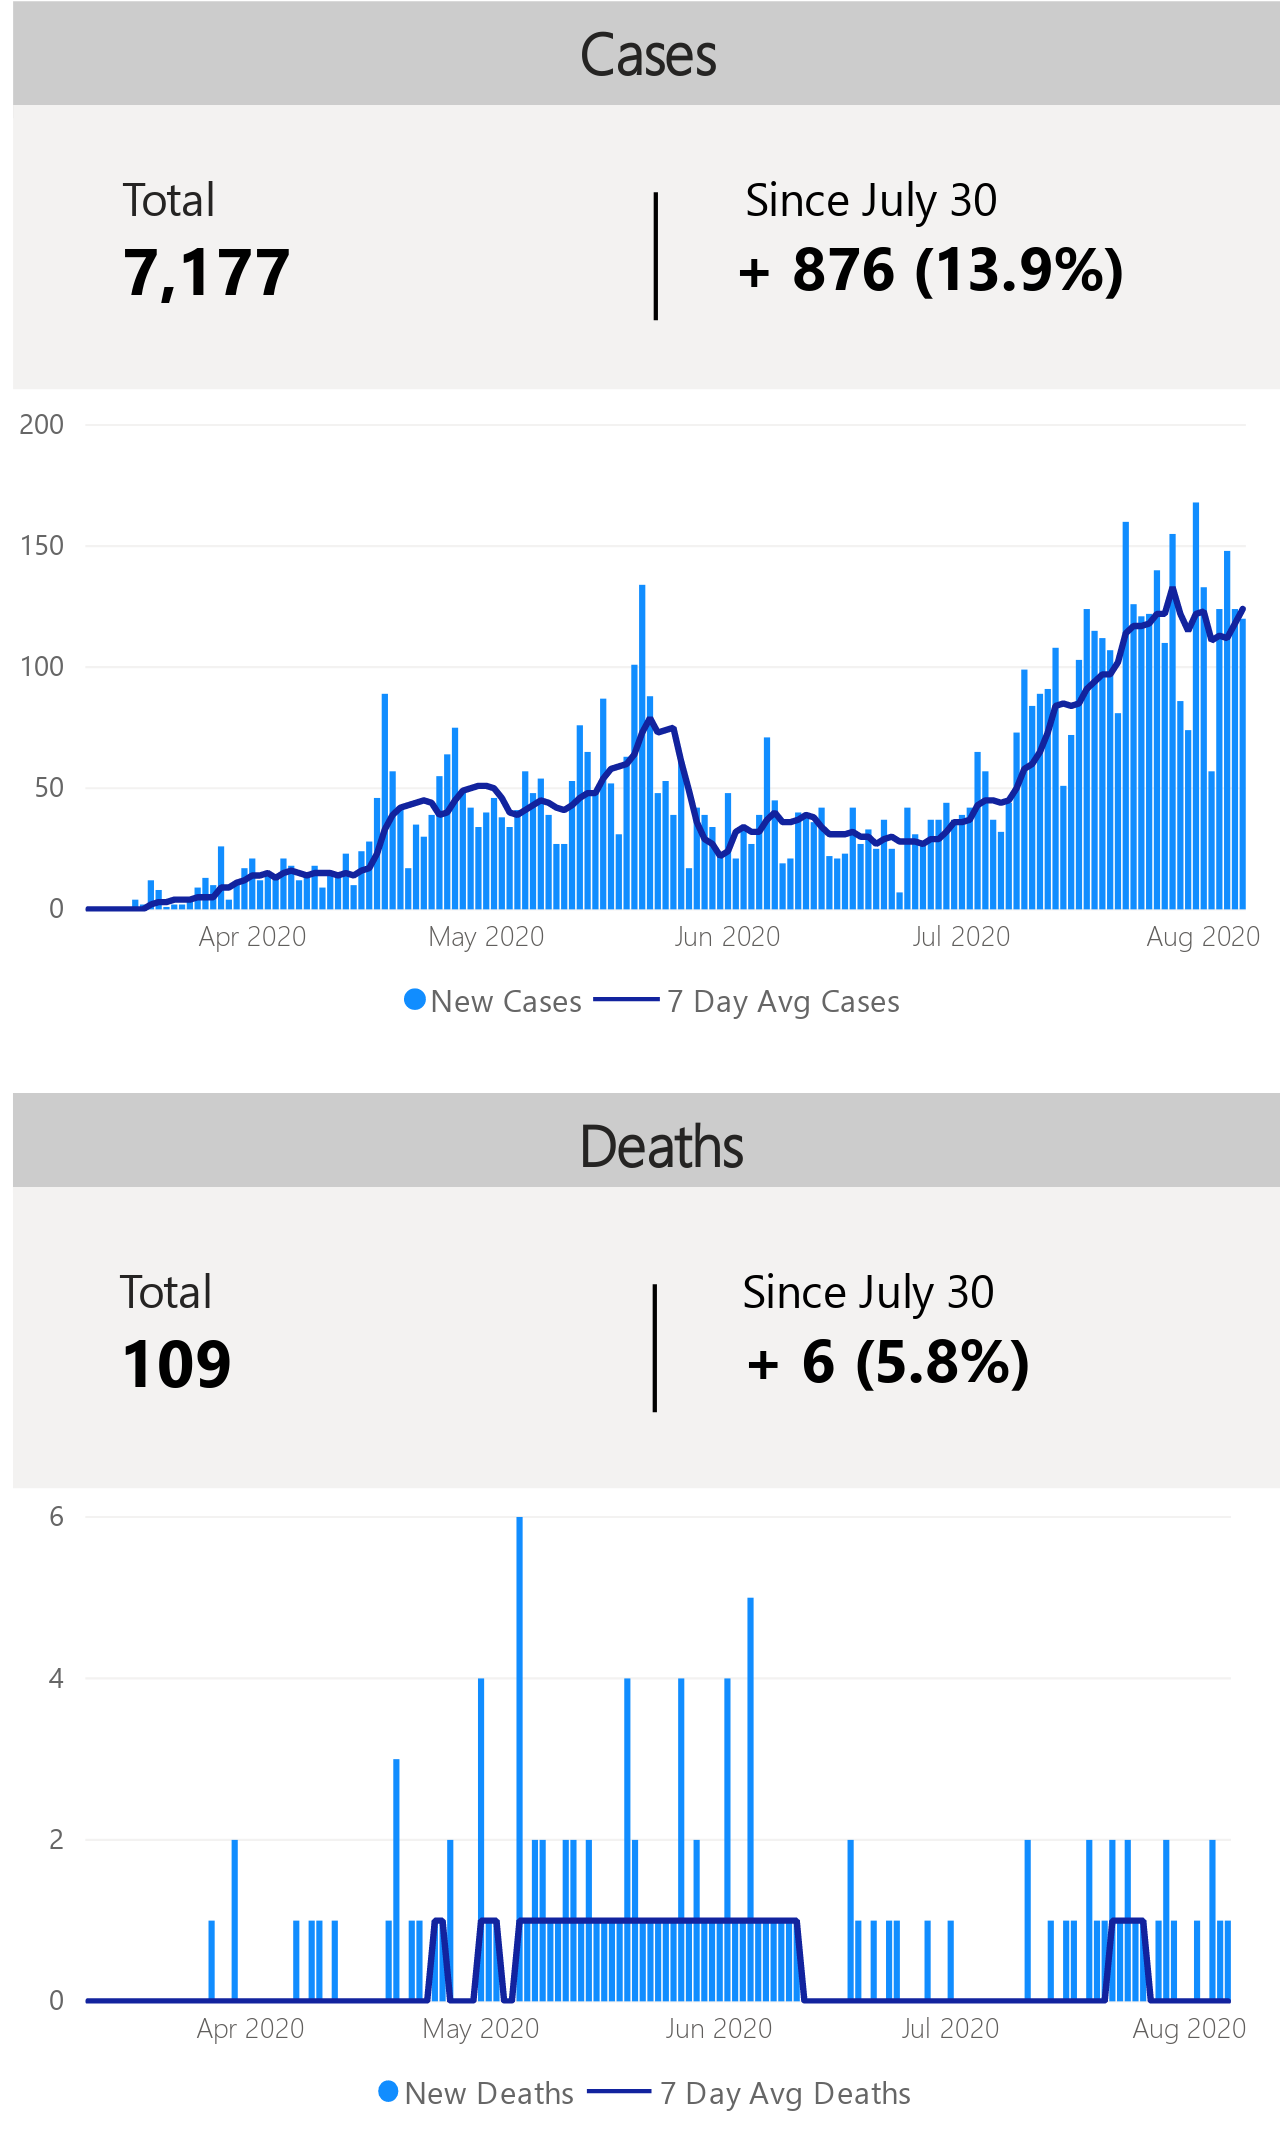 Cases
Total
Since July 30
7,177
+ 876 (13.9%)
200
150
100
50
0
Apr 2020
May 2020
Jun 2020
Jul 2020
Aug 2020
New Cases
7 Day Avg Cases
Deaths
Total
Since July 30
109
+ 6 (5.8%)
6
4
2
0
Apr 2020
May 2020
Jun 2020
Jul 2020
Aug 2020
New Deaths
7 Day Avg Deaths